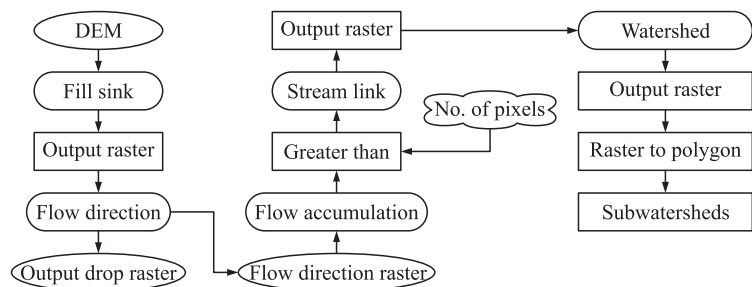 DEM
Fill sink
Output raster
Flow direction
Output drop raster
Output raster
Stream link
No. of pixels
Greater than
Flow accumulation
Flow direction raster
Watershed
Output raster
Raster to polygon
Subwatersheds